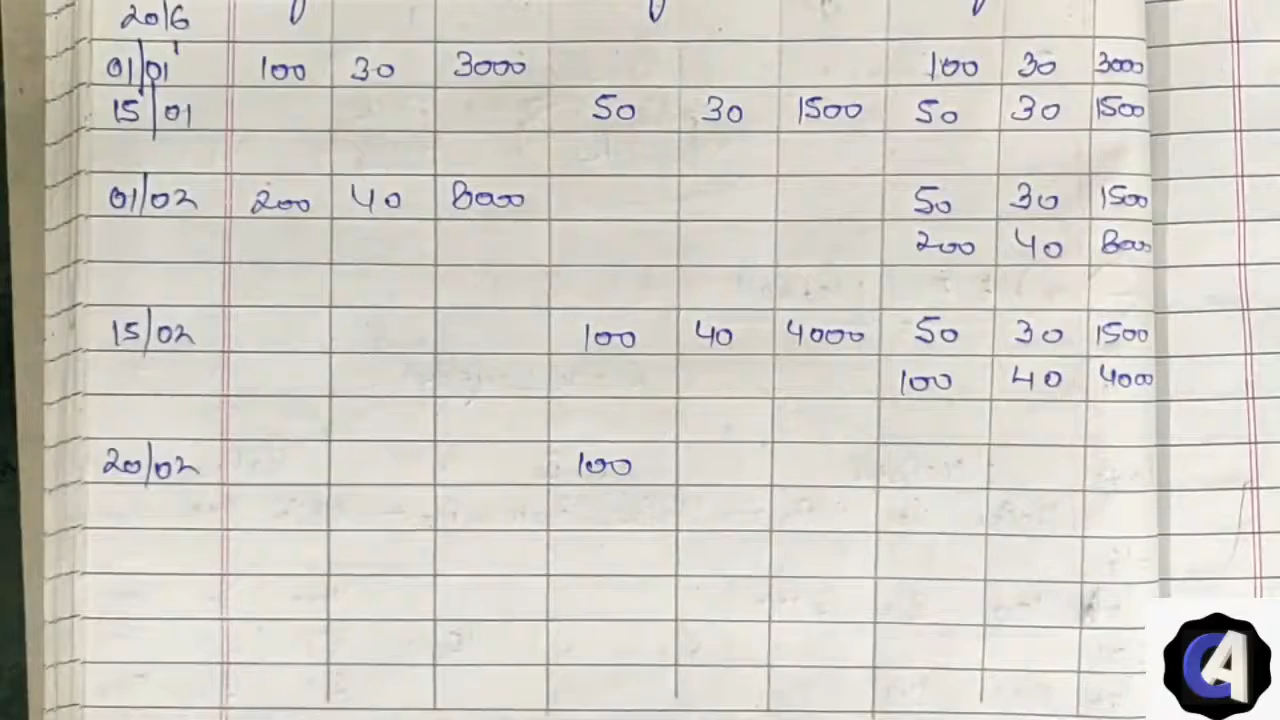 2016
01/01 100 30 3000 100 30 3000
15/01 50 30 1500 50 30 1500
01/02 200 40 8000 50 30 1500
200 40 8000
15/02 100 40 4000 50 30 1500
100 40 4000
20/02 100
CA